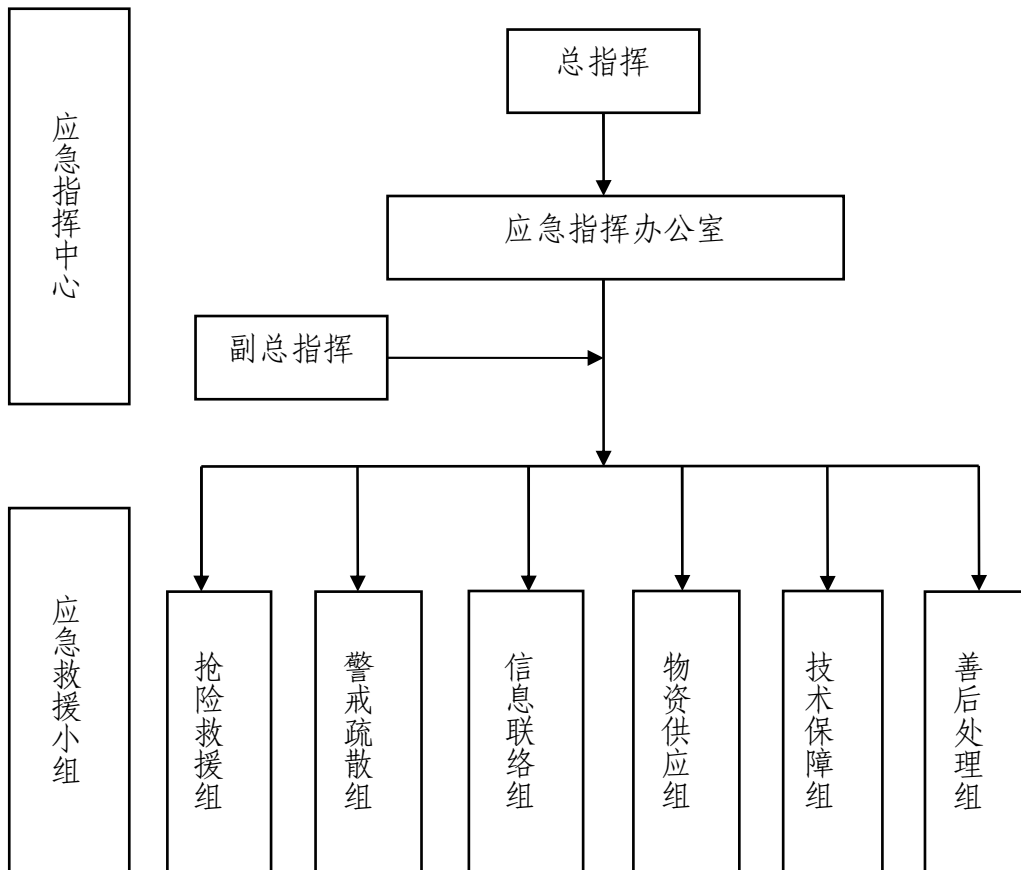 应急指挥中心
总指挥
应急指挥办公室
副总指挥
应急救援小组
抢险救援组
警戒疏散组
信息联络组
物资供应组
技术保障组
善后处理组